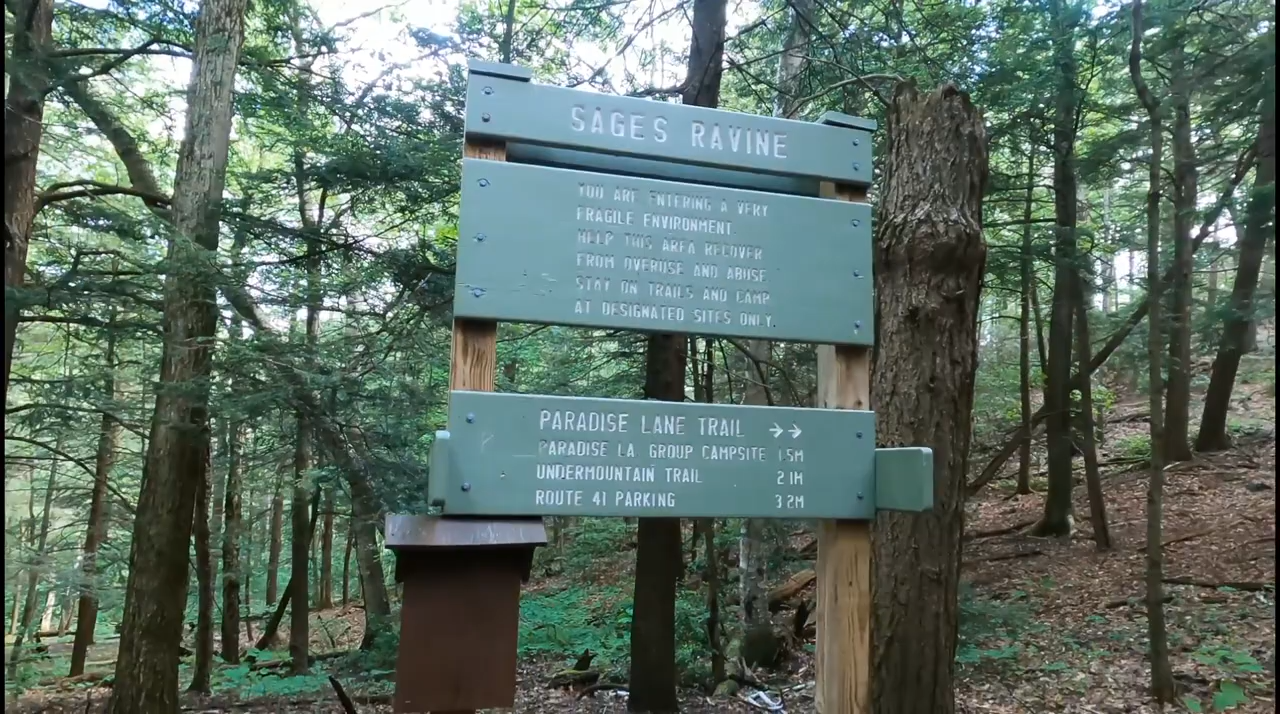 SAGES RAVINE
YOU ARE ENTERING A VERY
FRAGILE ENVIRONMENT.
HELP THIS AREA RECOVER
FROM OVERUSE AND ABUSE
STAY ON TRAILS AND CAMP
AT DESIGNATED SITES ONLY.
PARADISE LANE TRAIL →→
PARADISE LA. GROUP CAMPSITE 1.5M
UNDERMOUNTAIN TRAIL 2.1M
ROUTE 41 PARKING 3.2M